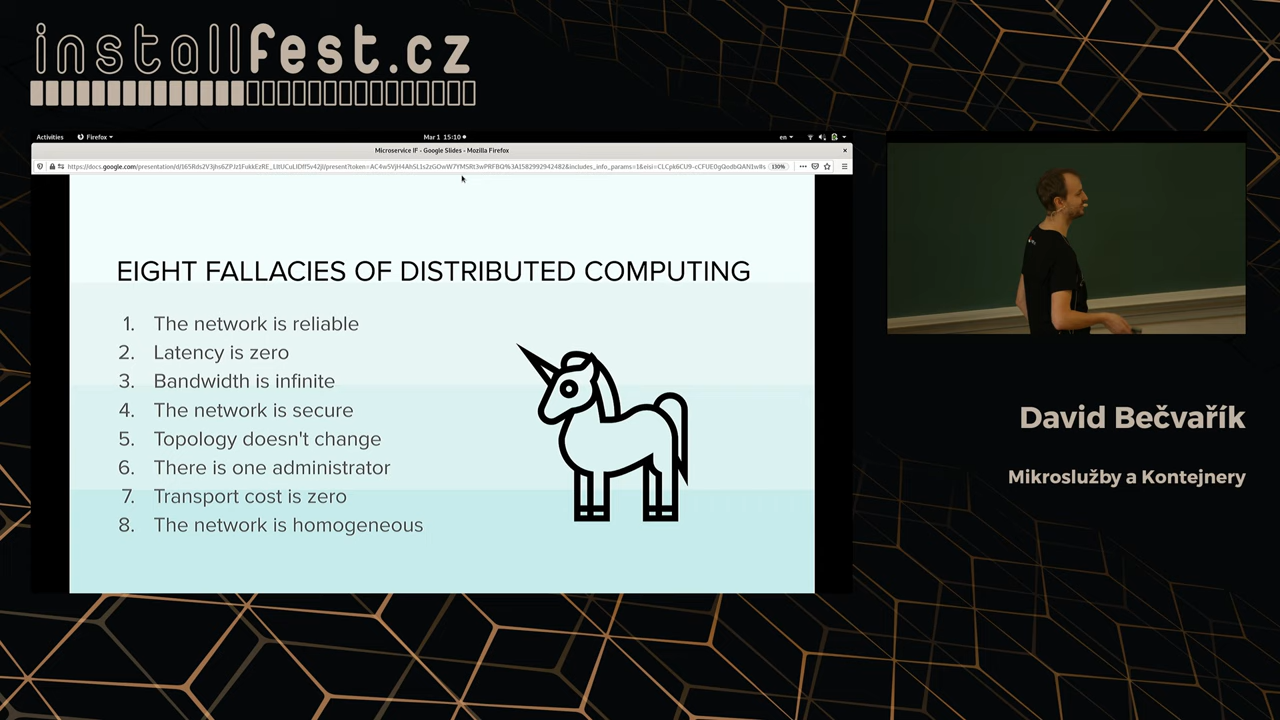 installfest.cz
Activities
Firefox
Mar 1 15:10
en
Microservice IF - Google Slides - Mozilla Firefox
130%
EIGHT FALLACIES OF DISTRIBUTED COMPUTING
1. The network is reliable
2. Latency is zero
3. Bandwidth is infinite
4. The network is secure
5. Topology doesn't change
6. There is one administrator
7. Transport cost is zero
8. The network is homogeneous
David Bečvařík
Mikroslužby a Kontejnery